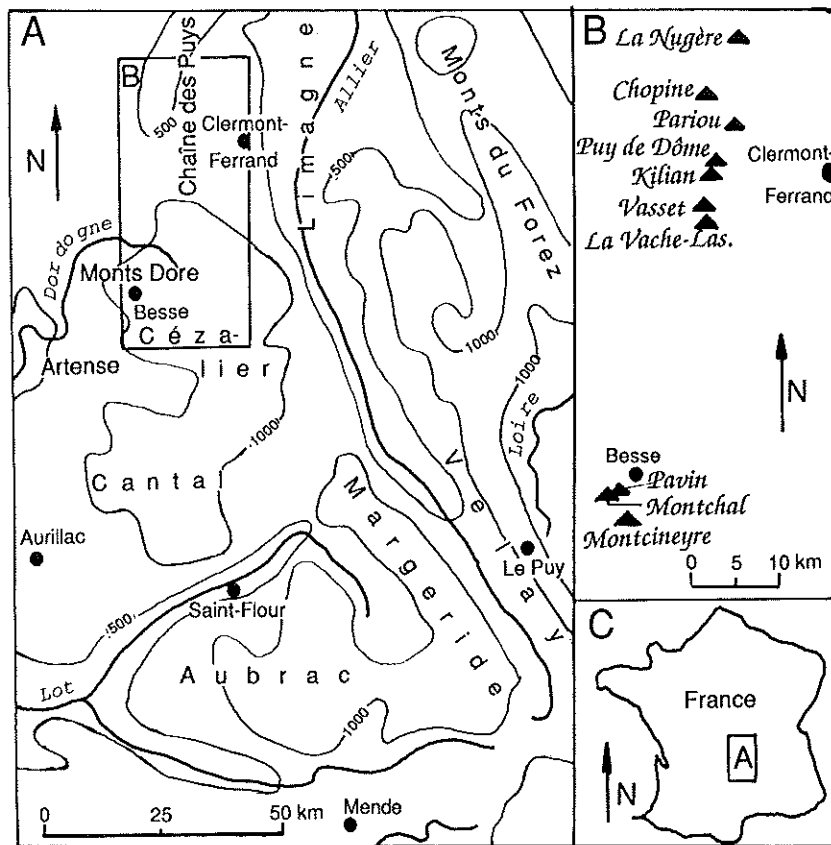 A
B
Chaîne des Puys
500
Limagne
Allier
Monts du Forez
Clermont-
Ferrand
N
500
Dordogne
Monts Dore
Besse
Céza-
lier
Artense
1000
1000
1000
Loire
Cantal
Margeride
Velay
Aurillac
Le Puy
500
Saint-Flour
Aubrac
Lot
1000
0 25 50 km
Mende
B
La Nugère
Chopine
Pariou
Puy de Dôme
Clermont-
Kilian
Ferrand
Vasset
La Vache-Las.
N
Besse
Pavin
Montchal
Montcineyre
0 5 10 km
C
France
A
N